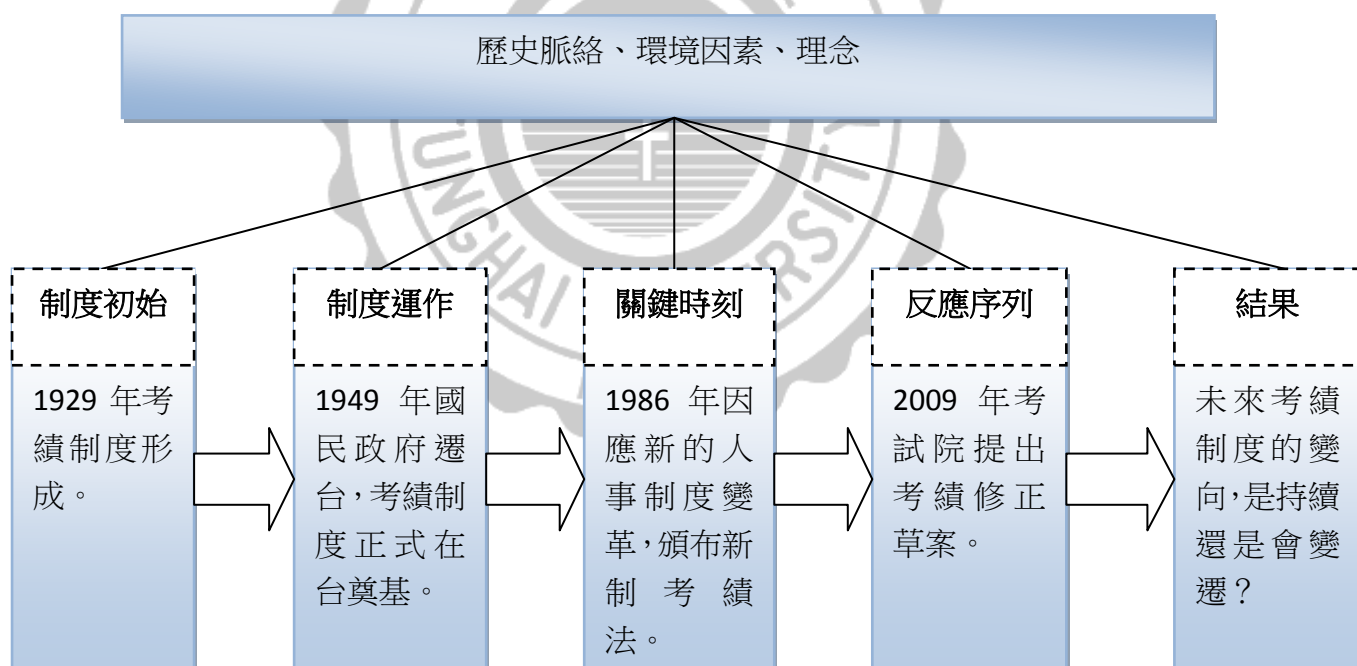 歷史脈絡、環境因素、理念
制度初始
1929 年考
績制度形
成。
制度運作
1949 年國
民政府遷
台，考績制
度正式在
台奠基。
關鍵時刻
1986 年因
應新的人
事制度變
革，頒布新
制考績
法。
反應序列
2009 年考
試院提出
考績修正
草案。
結果
未來考績
制度的變
向，是持續
還是會變
遷？
UNGHAI
UNIVERSITY